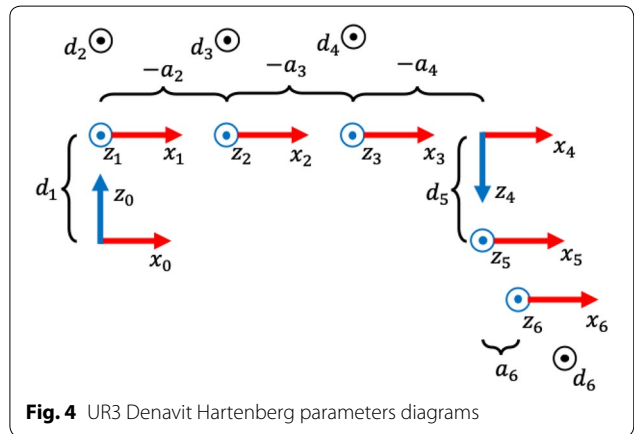 d₂ d₃ d₄
−a₂ −a₃ −a₄
z₁ x₁ z₂ x₂ z₃ x₃ x₄
d₁ z₀ d₅ z₄
x₀ z₅ x₅
z₆ x₆
a₆ d₆
Fig. 4 UR3 Denavit Hartenberg parameters diagrams